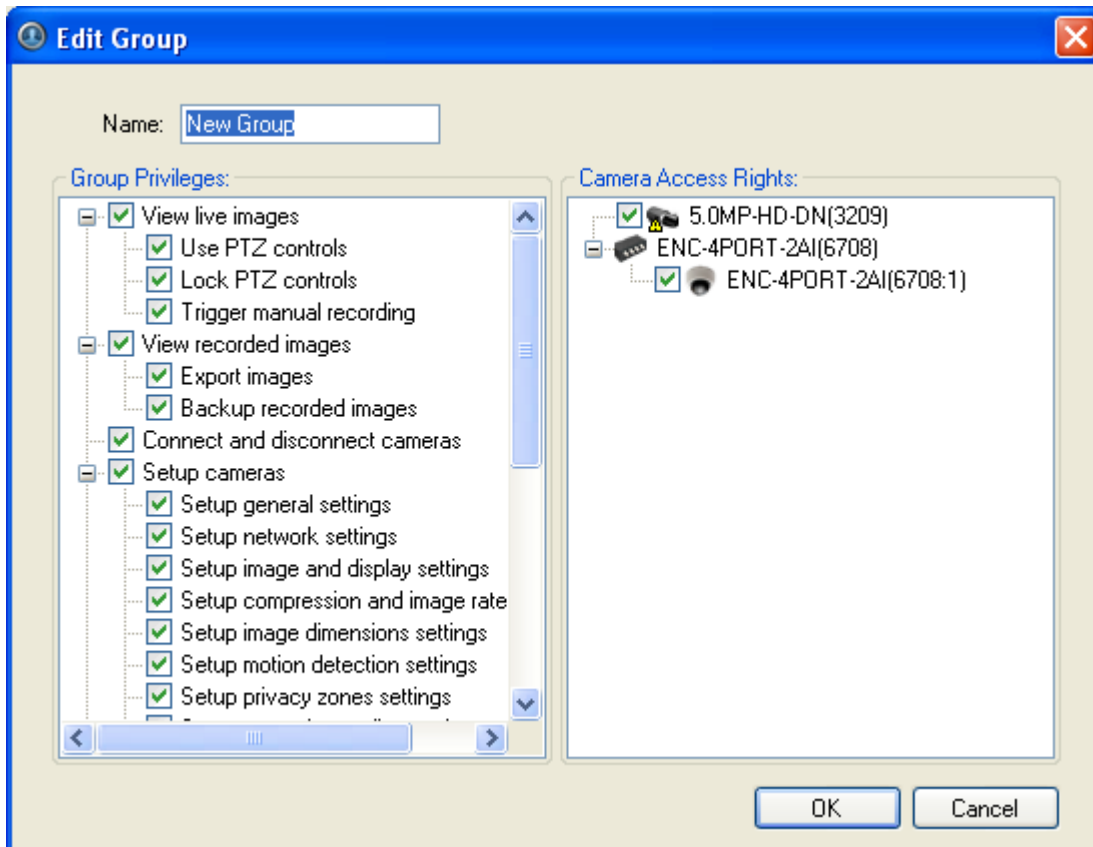 Edit Group
Name: New Group
Group Privileges:
View live images
Use PTZ controls
Lock PTZ controls
Trigger manual recording
View recorded images
Export images
Backup recorded images
Connect and disconnect cameras
Setup cameras
Setup general settings
Setup network settings
Setup image and display settings
Setup compression and image rate
Setup image dimensions settings
Setup motion detection settings
Setup privacy zones settings
Camera Access Rights:
5.0MP-HD-DN(3209)
ENC-4PORT-2AI(6708)
ENC-4PORT-2AI(6708:1)
OK Cancel